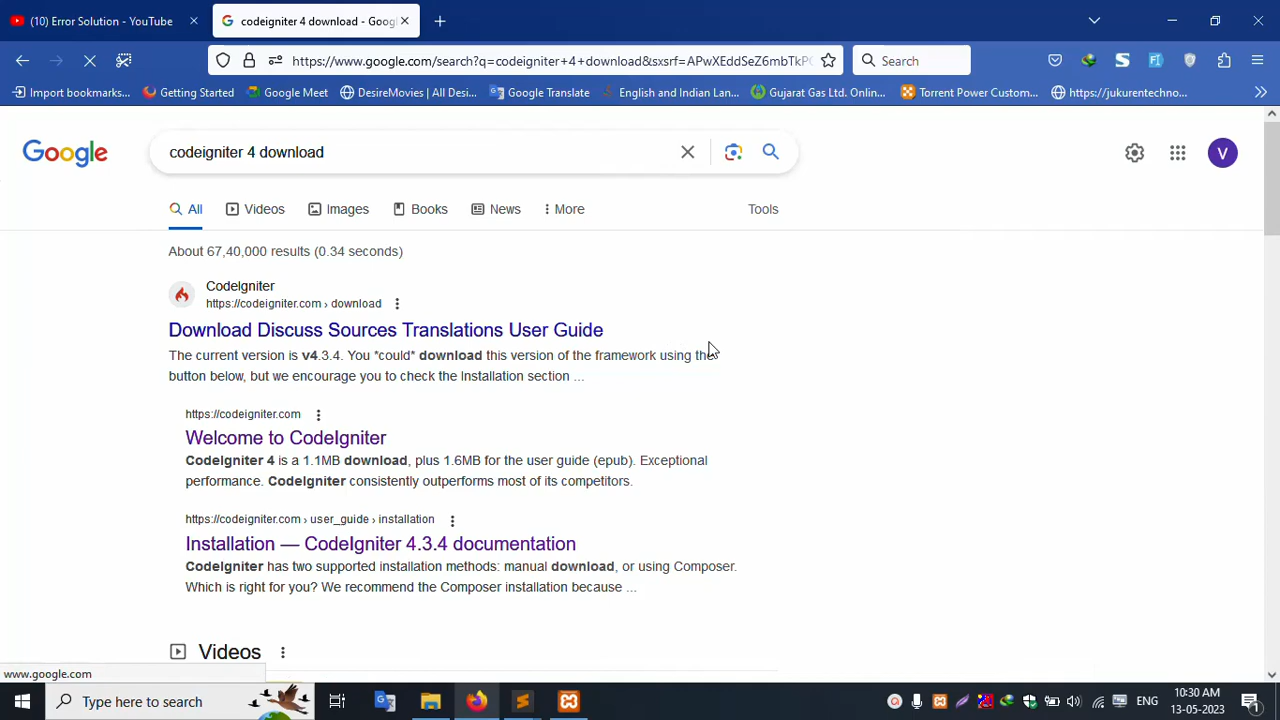 (10) Error Solution - YouTube
codeigniter 4 download - Goog
https://www.google.com/search?q=codeigniter+4+download&sxsrf=APwXEddSeZ6mbTkP
Search
Import bookmarks...
Getting Started
Google Meet
DesireMovies | All Desi...
Google Translate
English and Indian Lan...
Gujarat Gas Ltd. Onlin...
Torrent Power Custom...
https://jukurentechno...
Google
codeigniter 4 download
V
All
Videos
Images
Books
News
More
Tools
About 67,40,000 results (0.34 seconds)
CodeIgniter
https://codeigniter.com › download
Download Discuss Sources Translations User Guide
The current version is v4.3.4. You *could* download this version of the framework using the
button below, but we encourage you to check the Installation section ...
https://codeigniter.com
Welcome to CodeIgniter
CodeIgniter 4 is a 1.1MB download, plus 1.6MB for the user guide (epub). Exceptional
performance. CodeIgniter consistently outperforms most of its competitors.
https://codeigniter.com › user_guide › installation
Installation — CodeIgniter 4.3.4 documentation
CodeIgniter has two supported installation methods: manual download, or using Composer.
Which is right for you? We recommend the Composer installation because ...
Videos
www.google.com
Type here to search
ENG
10:30 AM
13-05-2023